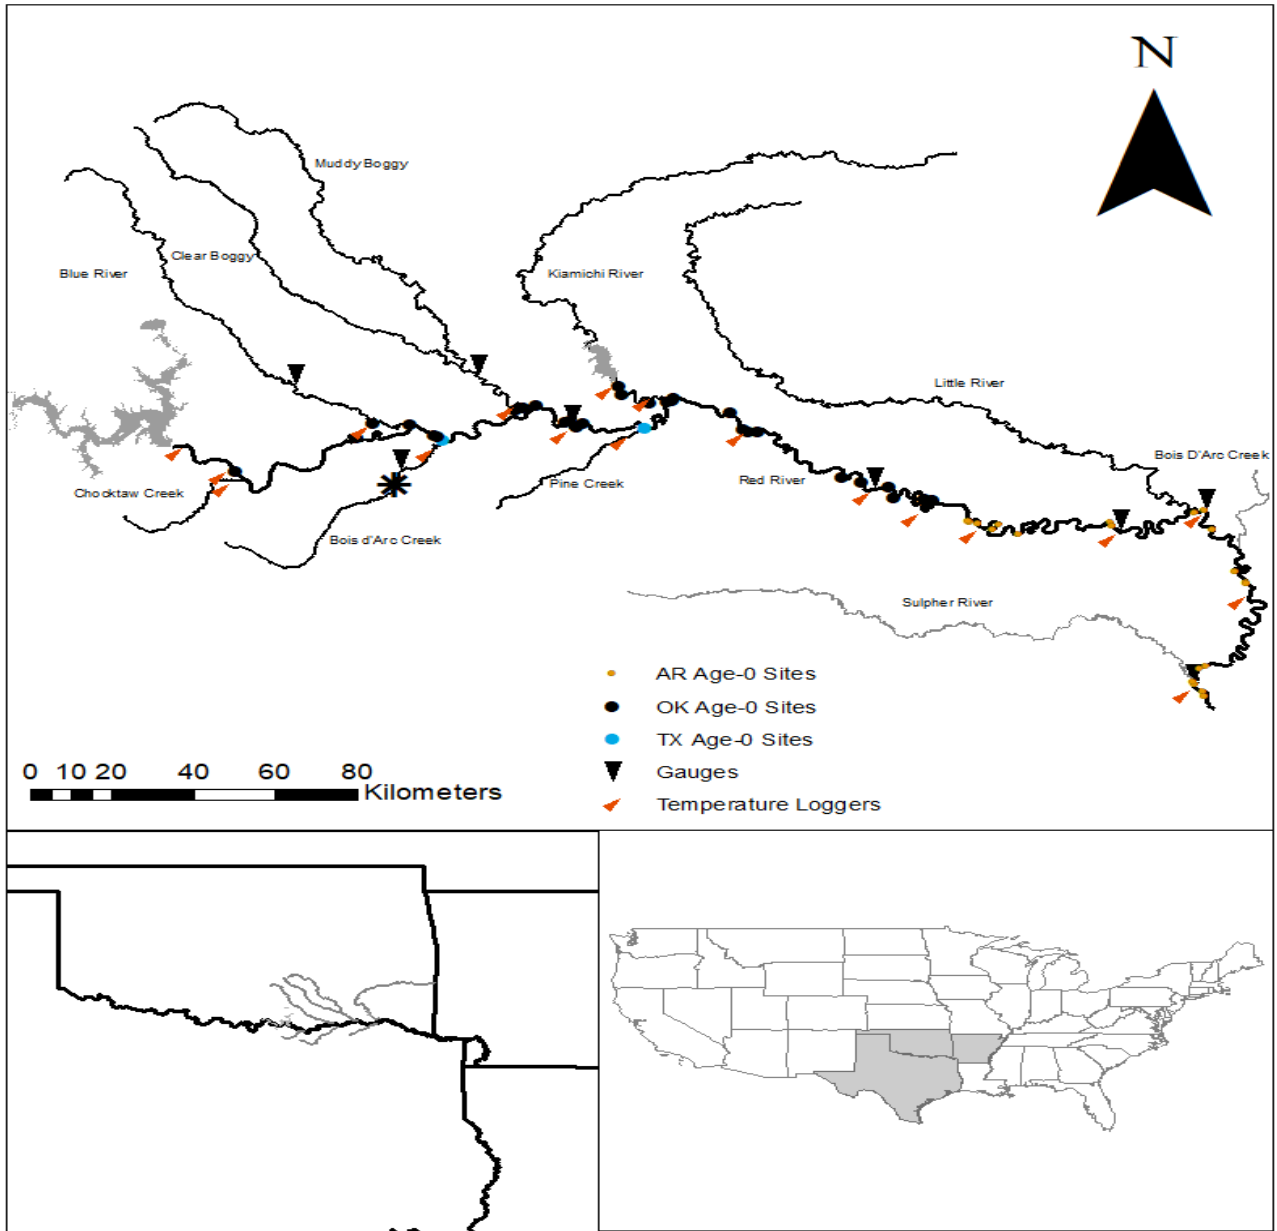 N
Muddy Boggy
Clear Boggy
Blue River
Kiamichi River
Little River
Bois D'Arc Creek
Chocktaw Creek
Pine Creek
Red River
Bois d'Arc Creek
Sulpher River
AR Age-0 Sites
OK Age-0 Sites
TX Age-0 Sites
Gauges
Temperature Loggers
0 10 20 40 60 80
Kilometers